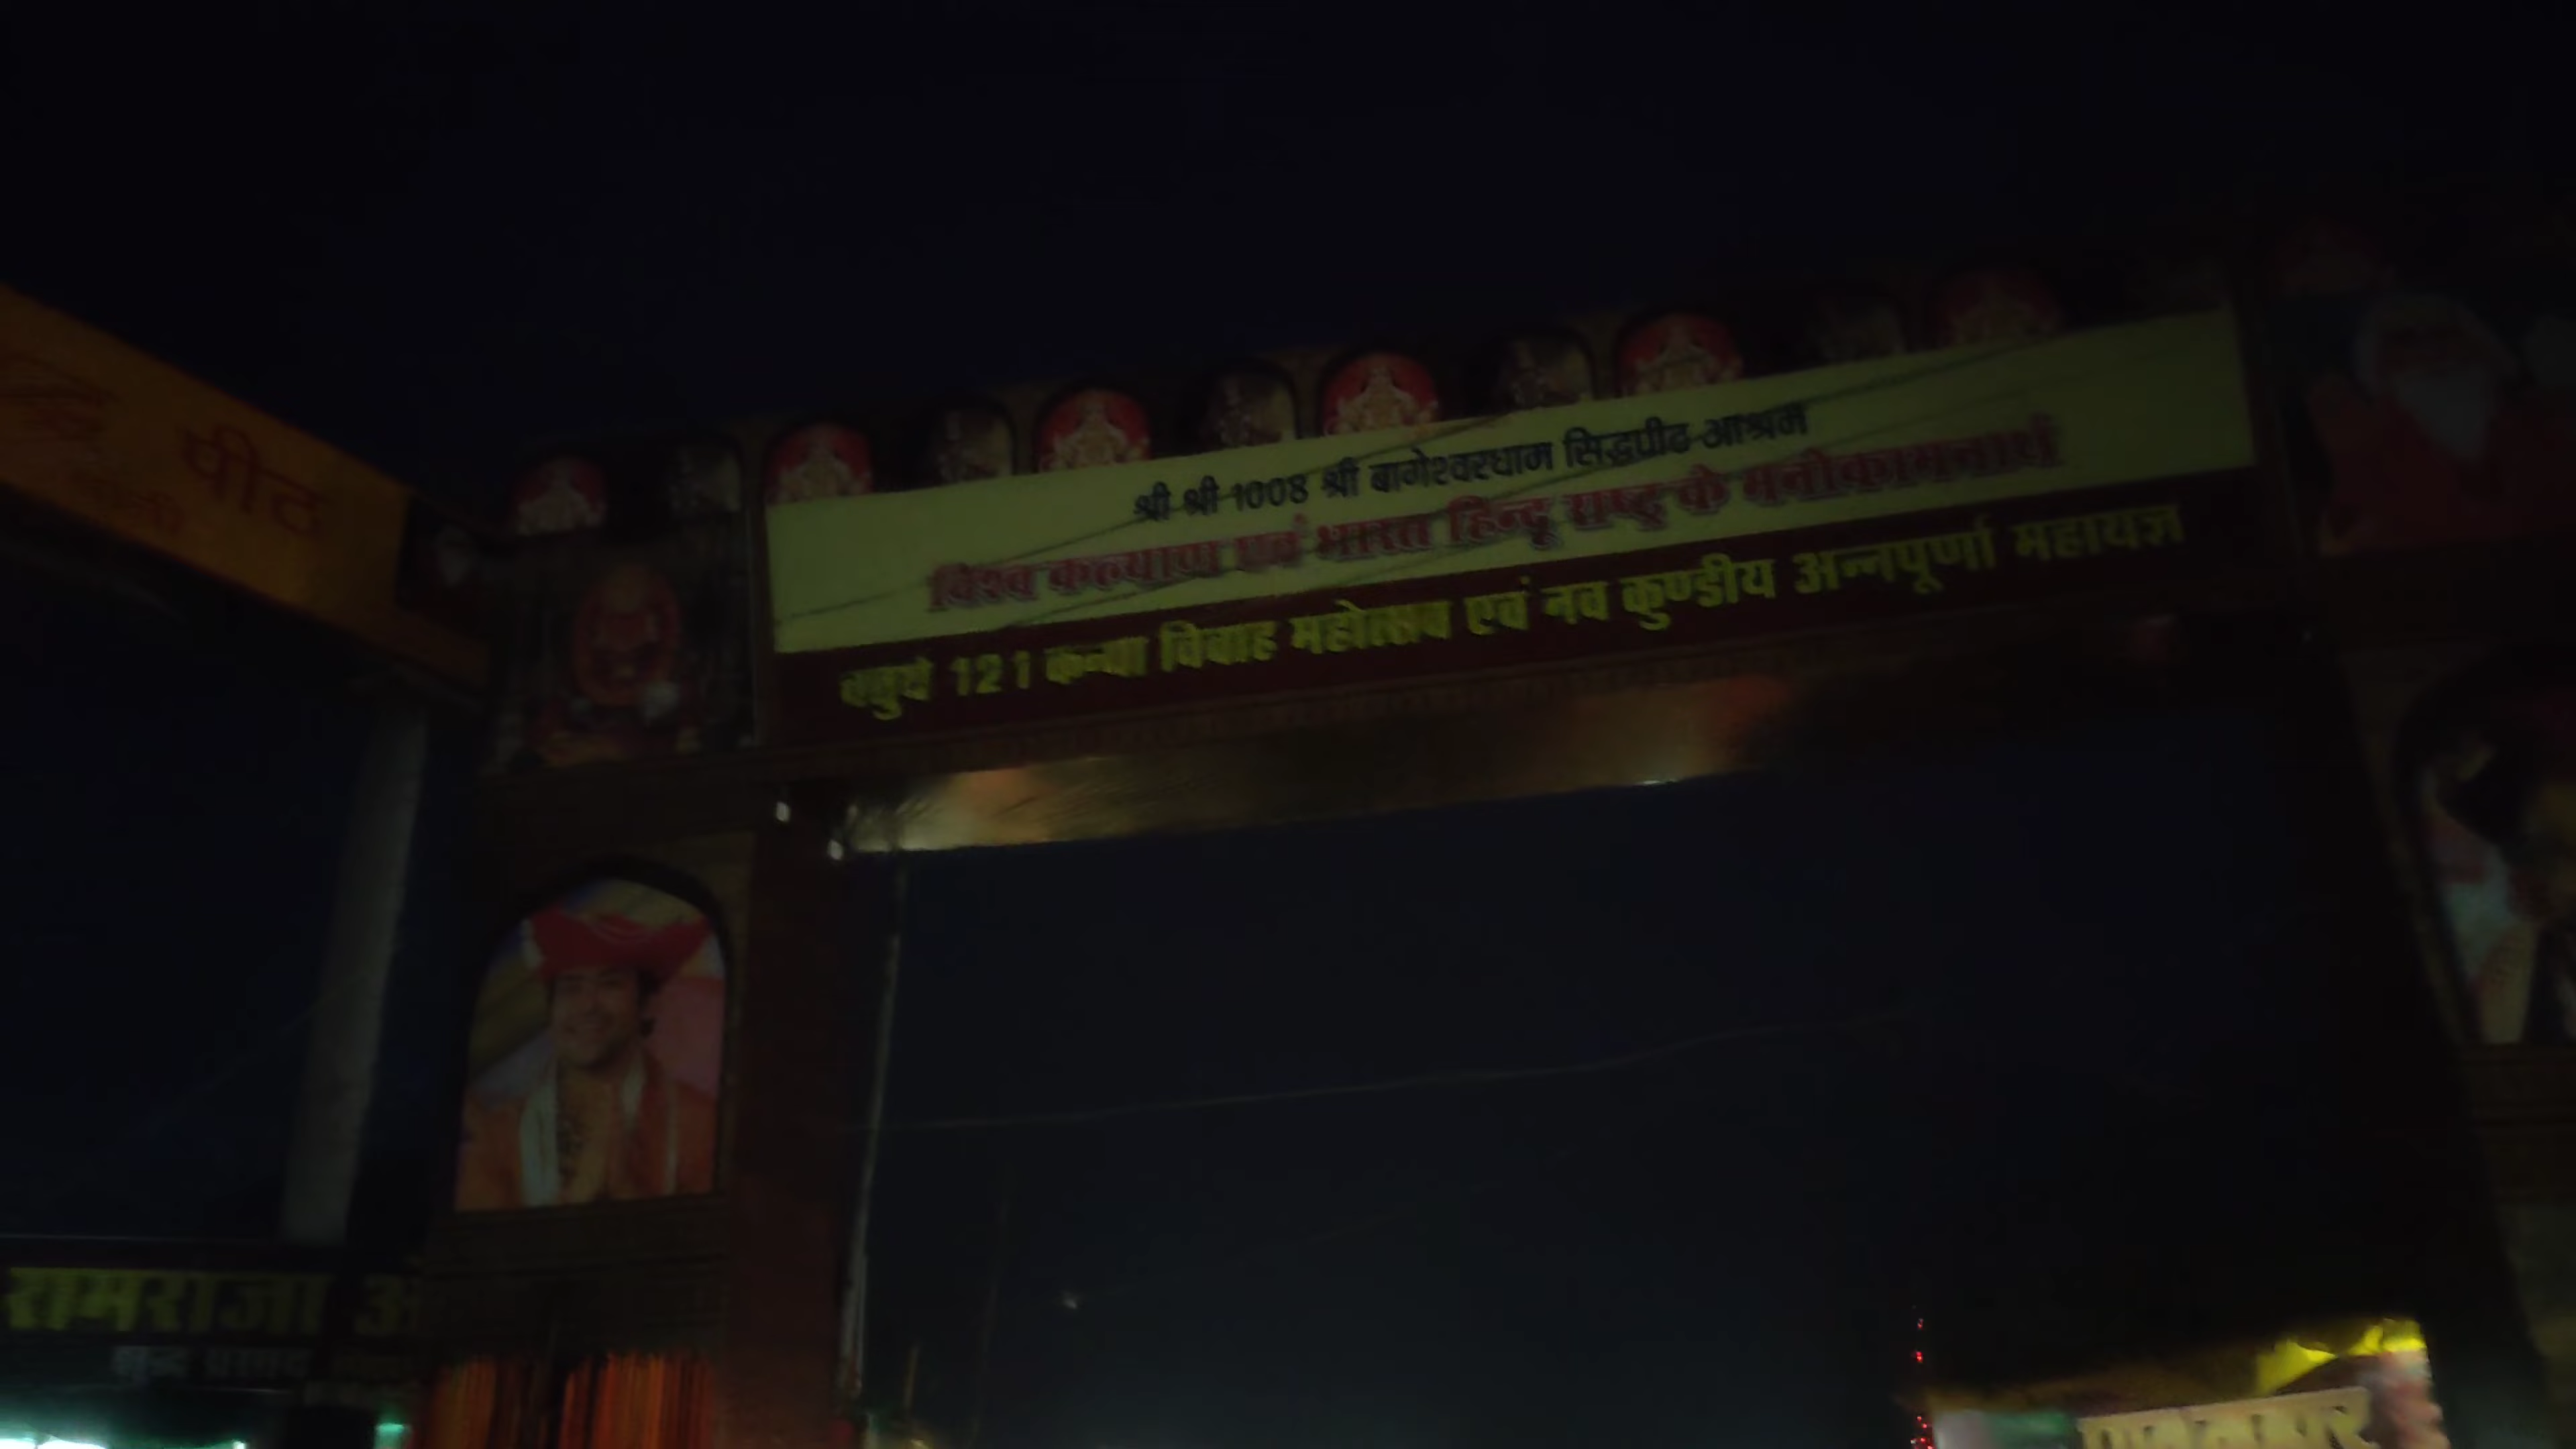 पीठ
श्री श्री 1008 श्री बागेश्वरधाम सिद्धपीठ आश्रम
विश्व कल्याण एवं भारत हिन्दू राष्ट्र के मनोकामनार्थ
चतुर्थ 121 कन्या विवाह महोत्सव एवं नव कुण्डीय अन्नपूर्णा महायज्ञ
रामराजा